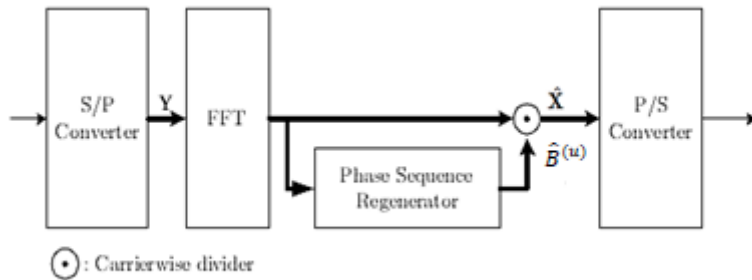 S/P
Converter
Y
FFT
Phase Sequence
Regenerator
X̂
B̂⁽ᵘ⁾
P/S
Converter
⊙: Carrierwise divider